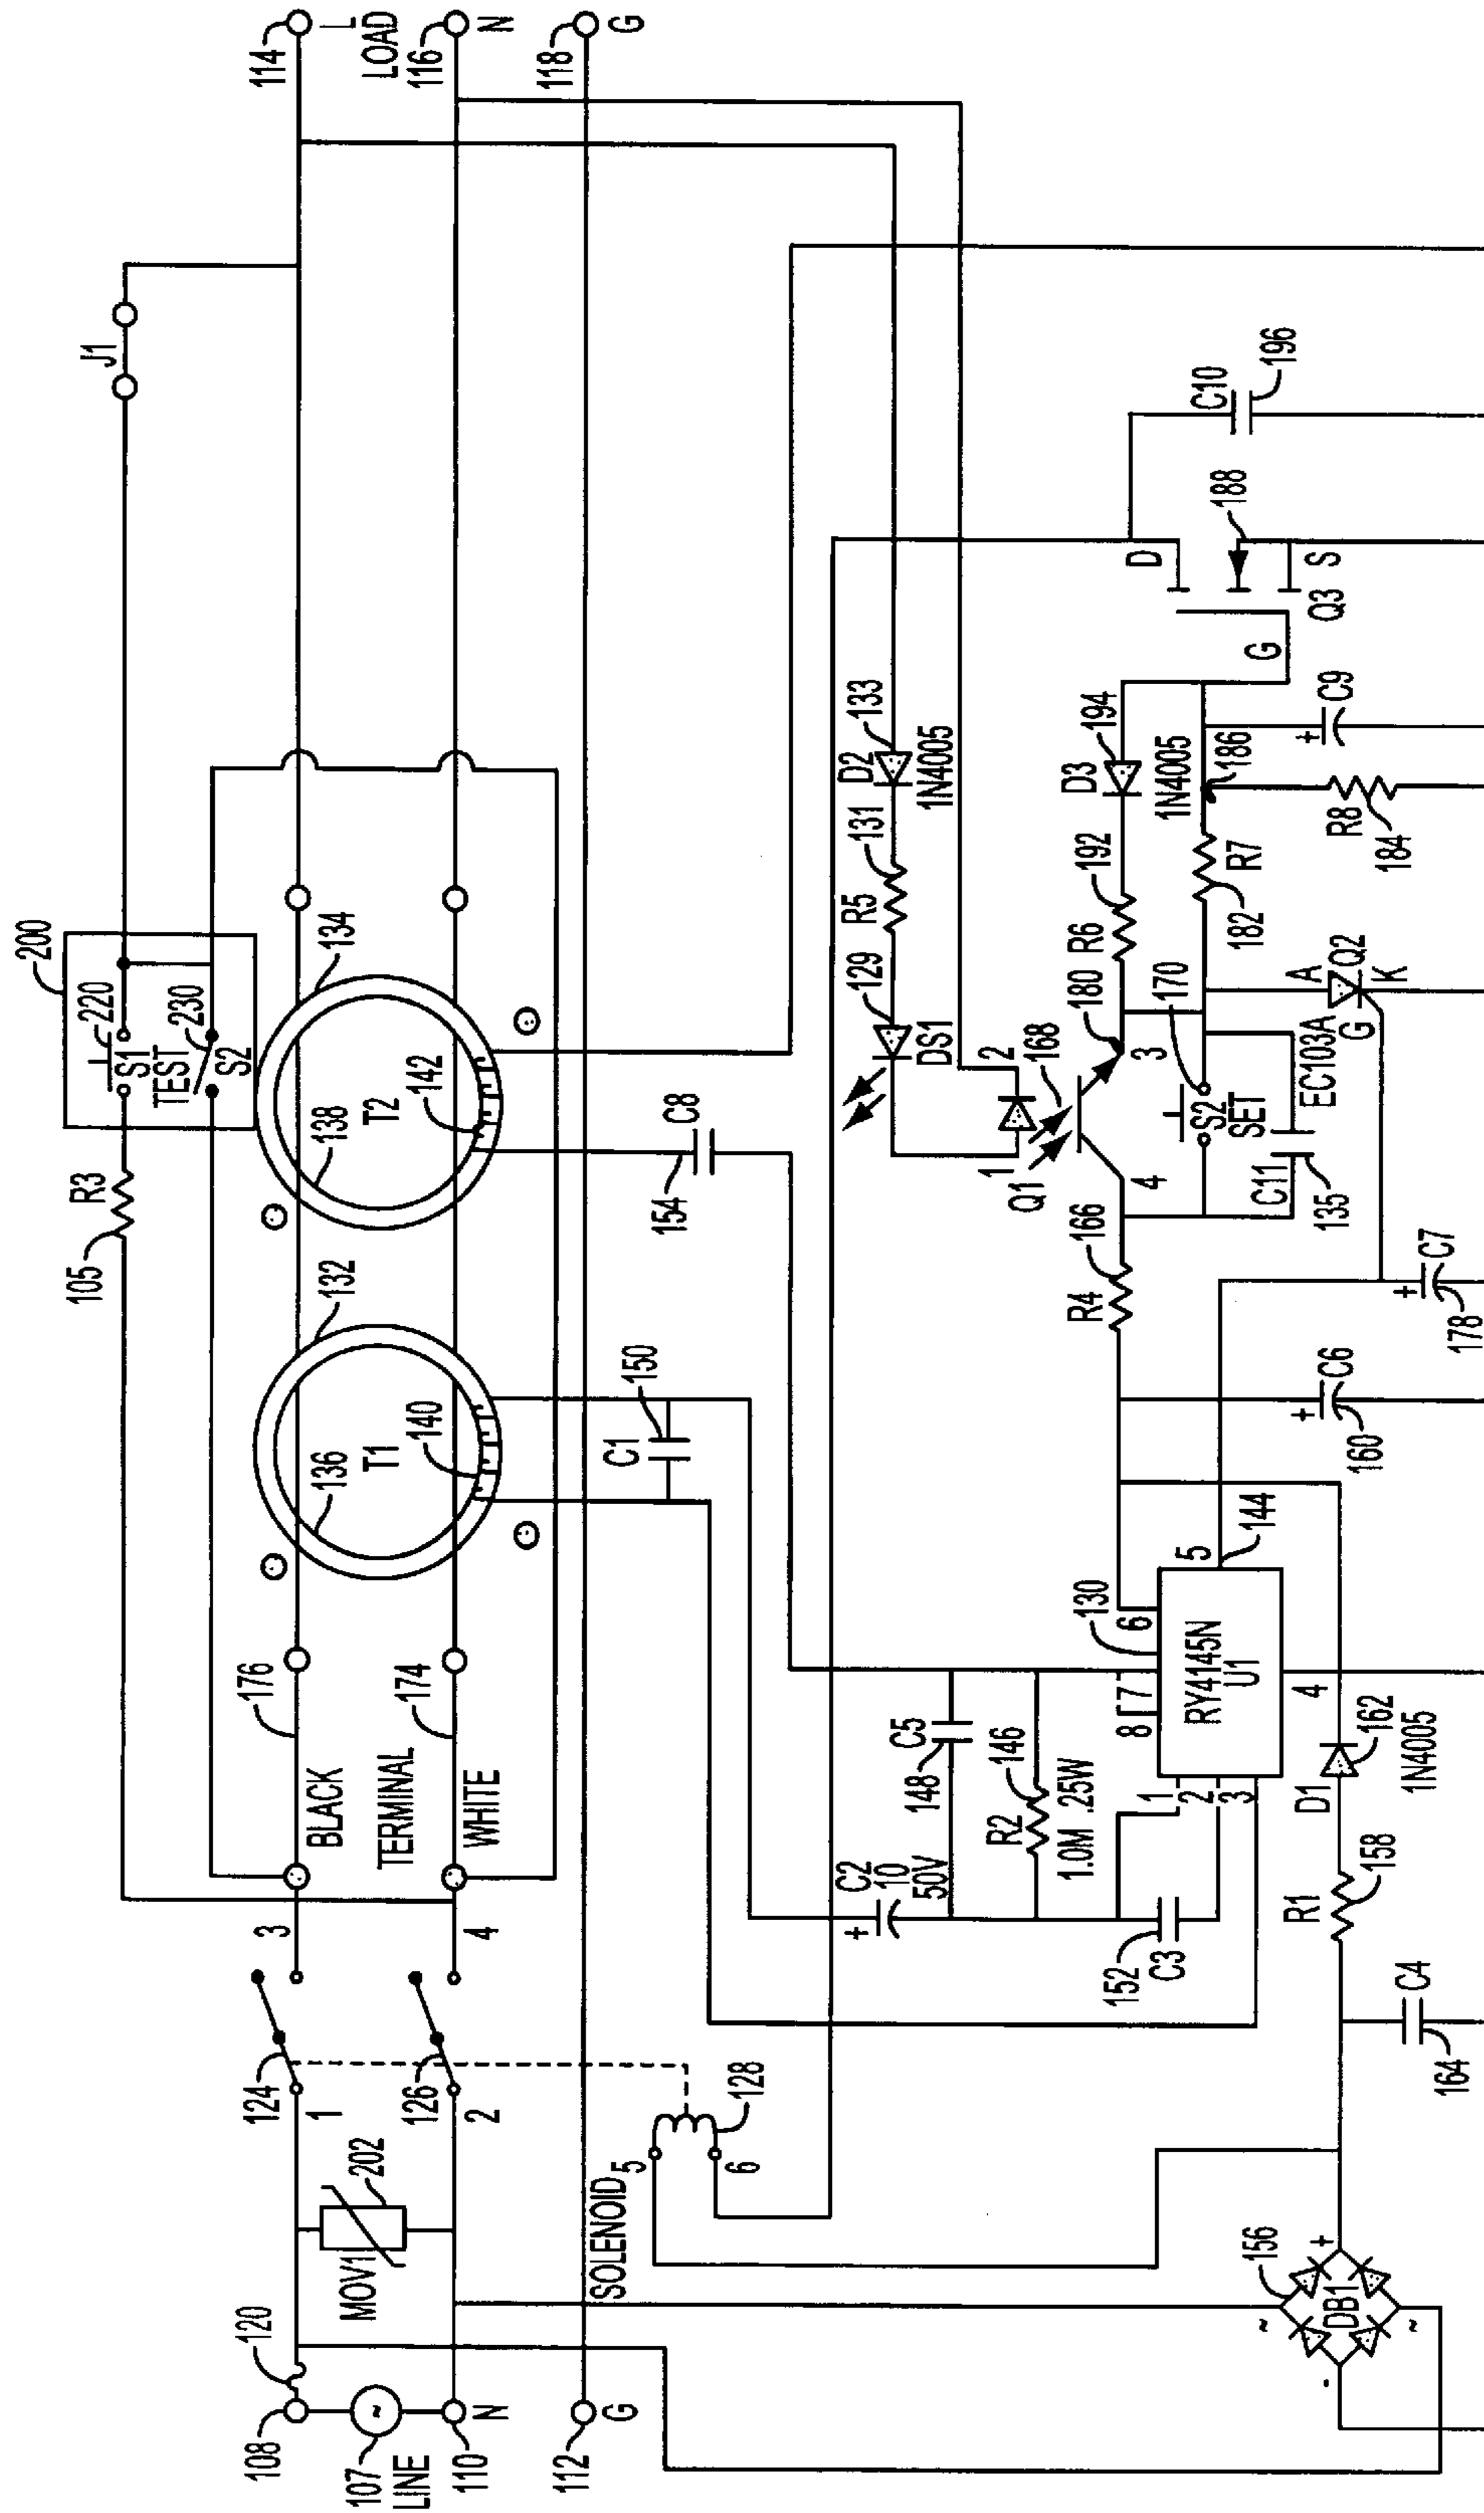 114
L
LOAD
116
N
118
G
J1
200
220
S1
TEST
230
S2
134
138
T2
142
R3
105
132
136
T1
140
C8
154
C1
150
176
BLACK
174
TERMINAL
WHITE
3
4
124
1
126
2
MOV1
202
120
108
107
~
LINE
110
N
112
G
SOLENOID
5
6
128
C10
196
188
D
S
Q3
G
D2
133
1N4005
131
R5
129
DS1
2
1
168
Q1
D3
194
1N4005
186
+
C9
192
R6
R7
182
R8
184
180
3
170
A
Q2
K
G
EC103A
S2
SET
4
C11
135
166
R4
+
C7
178
+
C6
160
5
144
130
6
7
8
RY4145N
U1
4
1
2
3
C5
148
146
R2
1.0M .25W
C2
10
50V
+
152
C3
D1
162
1N4005
158
R1
C4
164
156
DB1
+
-
~
~